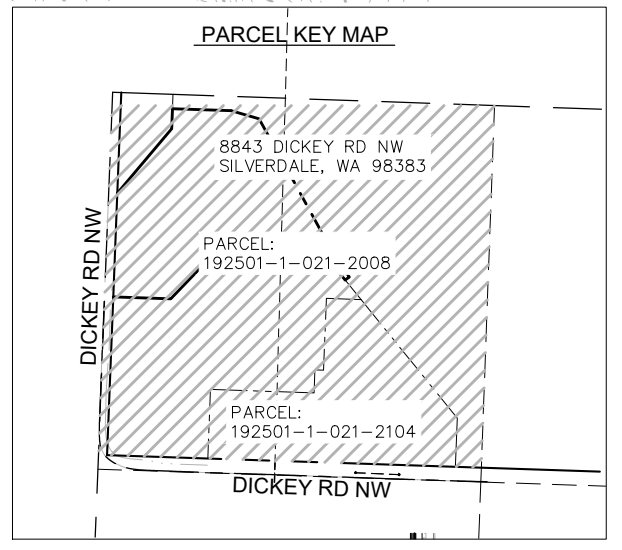 PARCEL KEY MAP
8843 DICKEY RD NW
SILVERDALE, WA 98383
DICKEY RD NW
PARCEL:
192501-1-021-2008
PARCEL:
192501-1-021-2104
DICKEY RD NW